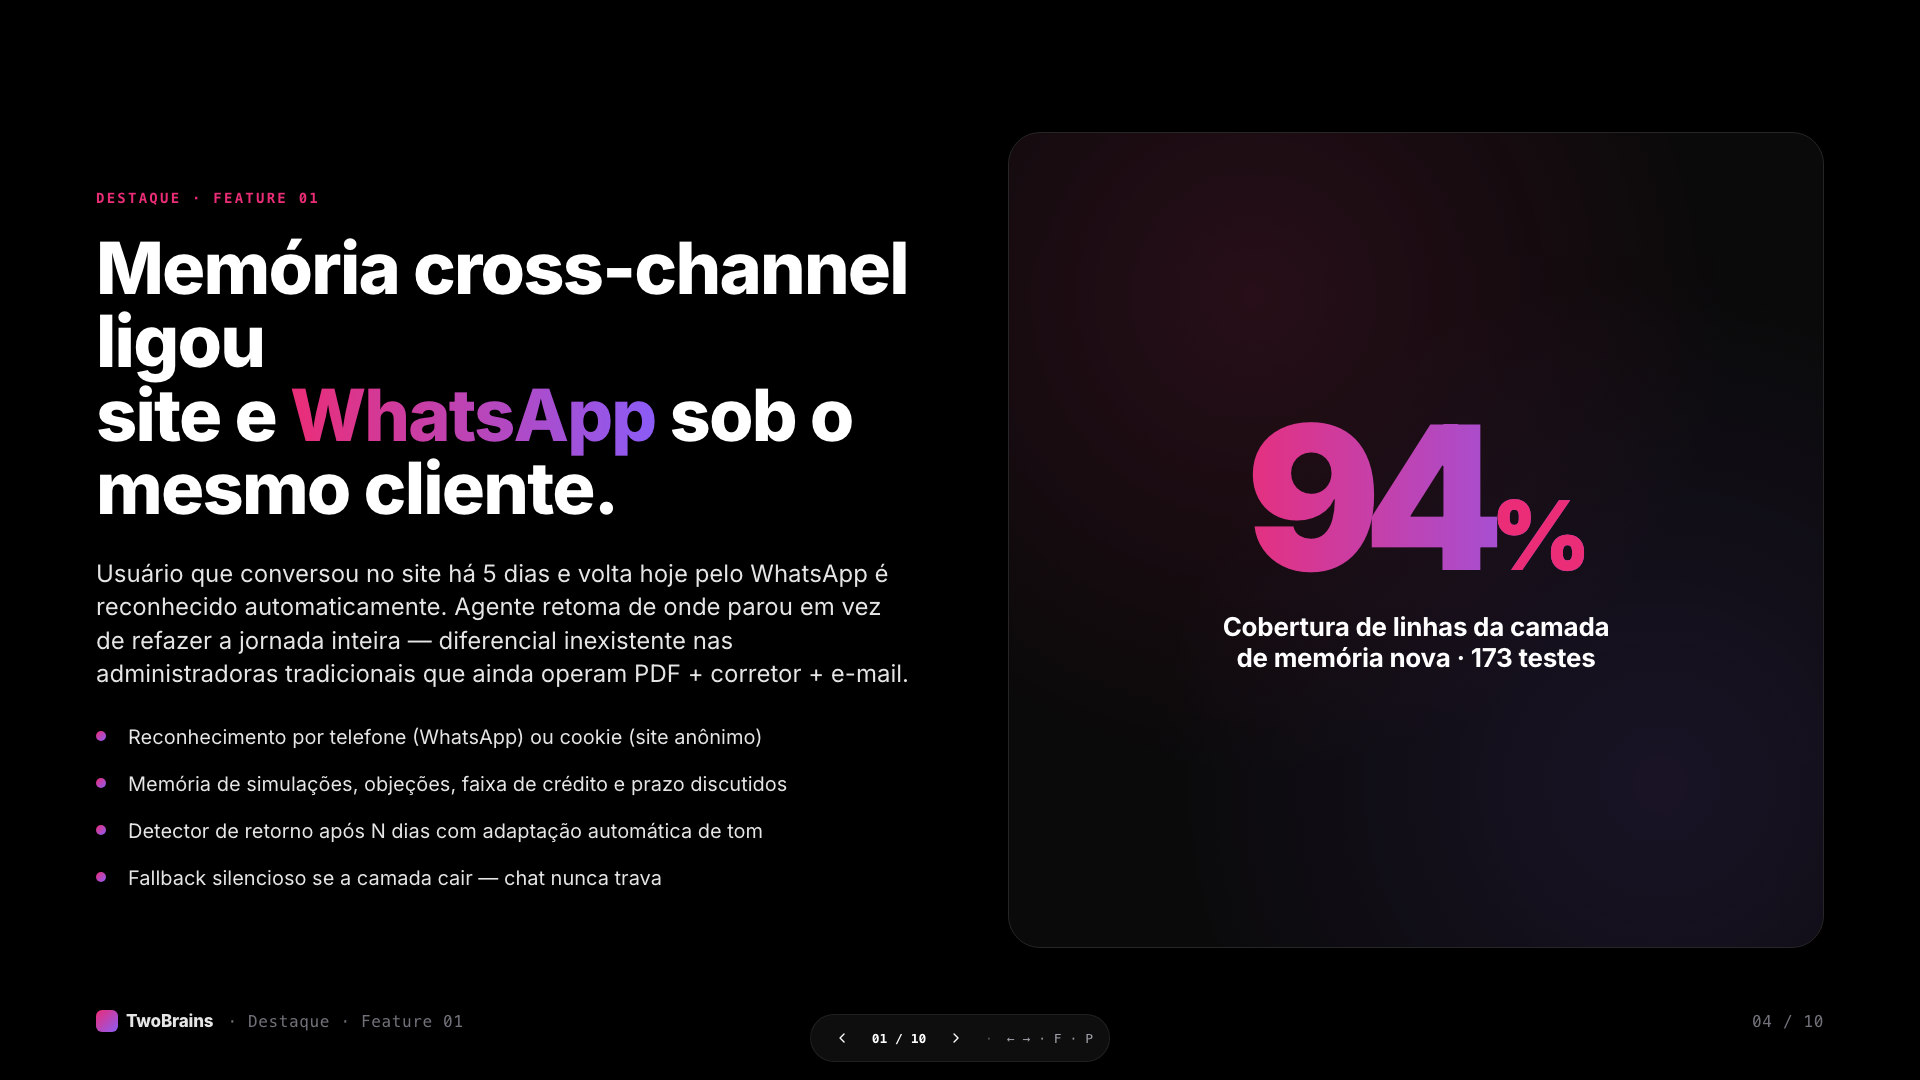 DESTAQUE · FEATURE 01
Memória cross-channel
ligou
site e WhatsApp sob o
mesmo cliente.
Usuário que conversou no site há 5 dias e volta hoje pelo WhatsApp é
reconhecido automaticamente. Agente retoma de onde parou em vez
de refazer a jornada inteira — diferencial inexistente nas
administradoras tradicionais que ainda operam PDF + corretor + e-mail.
Reconhecimento por telefone (WhatsApp) ou cookie (site anônimo)
Memória de simulações, objeções, faixa de crédito e prazo discutidos
Detector de retorno após N dias com adaptação automática de tom
Fallback silencioso se a camada cair — chat nunca trava
94%
Cobertura de linhas da camada
de memória nova · 173 testes
TwoBrains · Destaque · Feature 01
‹ 01 / 10 › · ← → · F · P
04 / 10